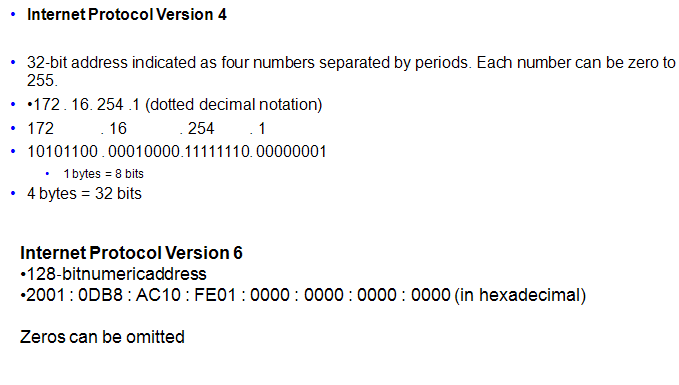 • Internet Protocol Version 4
• 32-bit address indicated as four numbers separated by periods. Each number can be zero to
255.
• •172 . 16. 254 .1 (dotted decimal notation)
• 172 . 16 . 254 . 1
• 10101100 . 00010000.11111110. 00000001
• 1 bytes = 8 bits
• 4 bytes = 32 bits
Internet Protocol Version 6
•128-bitnumericaddress
•2001 : 0DB8 : AC10 : FE01 : 0000 : 0000 : 0000 : 0000 (in hexadecimal)
Zeros can be omitted